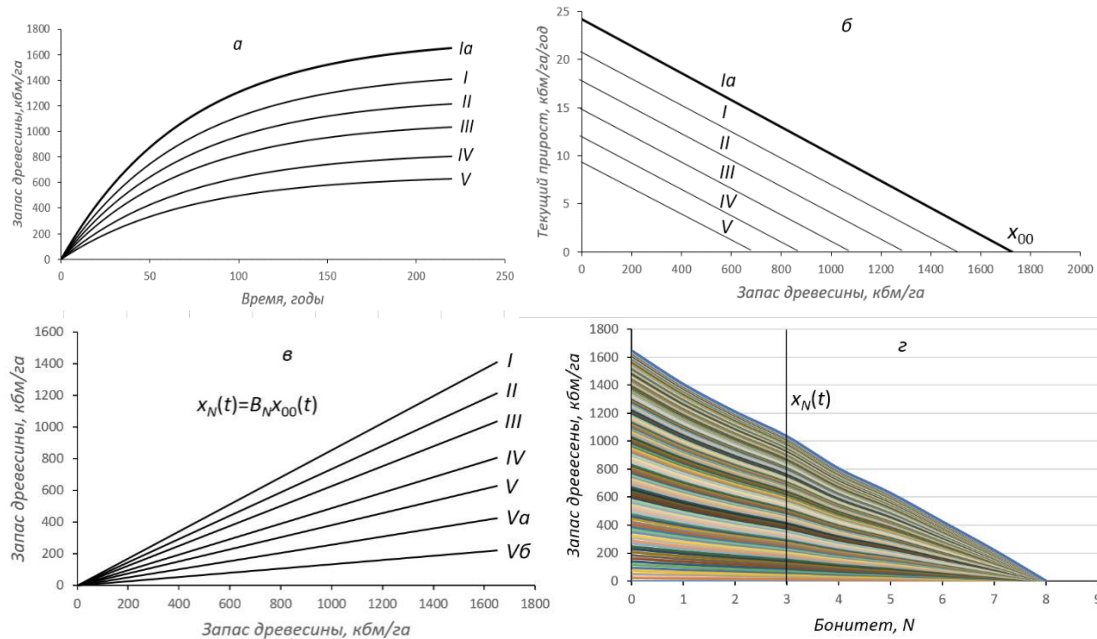 1800
1600
1400
1200
1000
800
600
400
200
0
Запас древесины,кбм/га
а
Iа
I
II
III
IV
V
0 50 100 150 200 250
Время, годы
25
20
15
10
5
0
Текущий прирост, кбм/га/год
б
Iа
I
II
III
IV
V
x00
0 200 400 600 800 1000 1200 1400 1600 1800 2000
Запас древесины, кбм/га
1600
1400
1200
1000
800
600
400
200
0
Запас древесины, кбм/га
в
xN(t)=BNx00(t)
I
II
III
IV
V
Vа
Vб
0 200 400 600 800 1000 1200 1400 1600 1800
Запас древесины, кбм/га
1800
1600
1400
1200
1000
800
600
400
200
0
Запас древесены, кбм/га
г
xN(t)
0 1 2 3 4 5 6 7 8 9
Бонитет, N